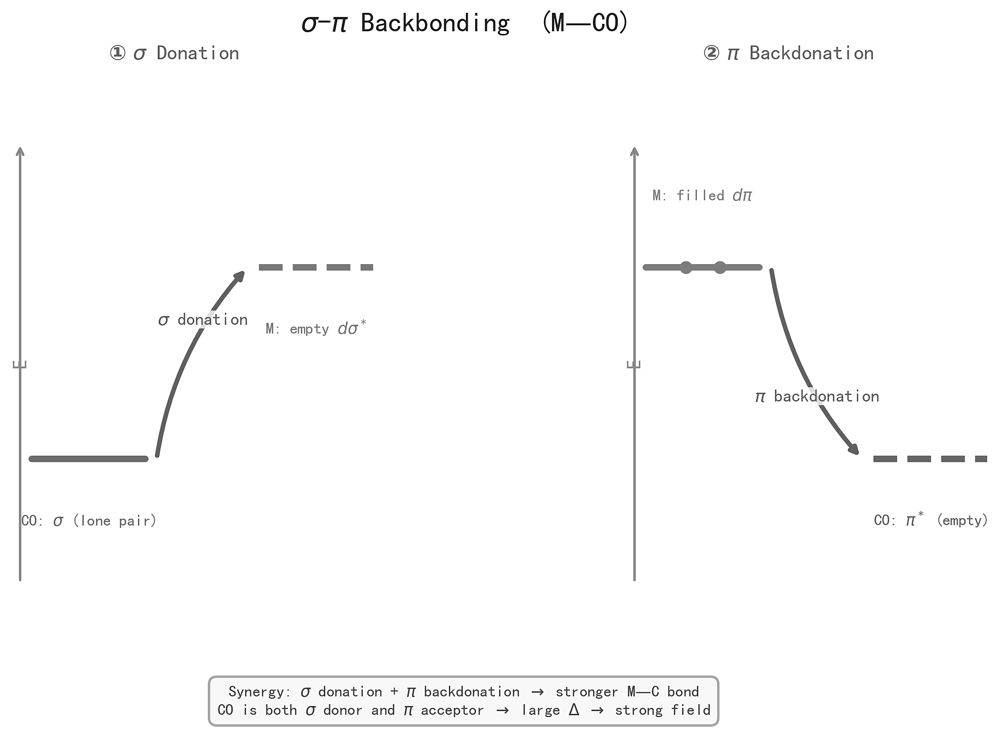 σ–π Backbonding (M—CO)
① σ Donation
② π Backdonation
M: filled dπ
σ donation
M: empty dσ*
E
E
π backdonation
CO: σ (lone pair)
CO: π* (empty)
Synergy: σ donation + π backdonation → stronger M—C bond
CO is both σ donor and π acceptor → large Δ → strong field